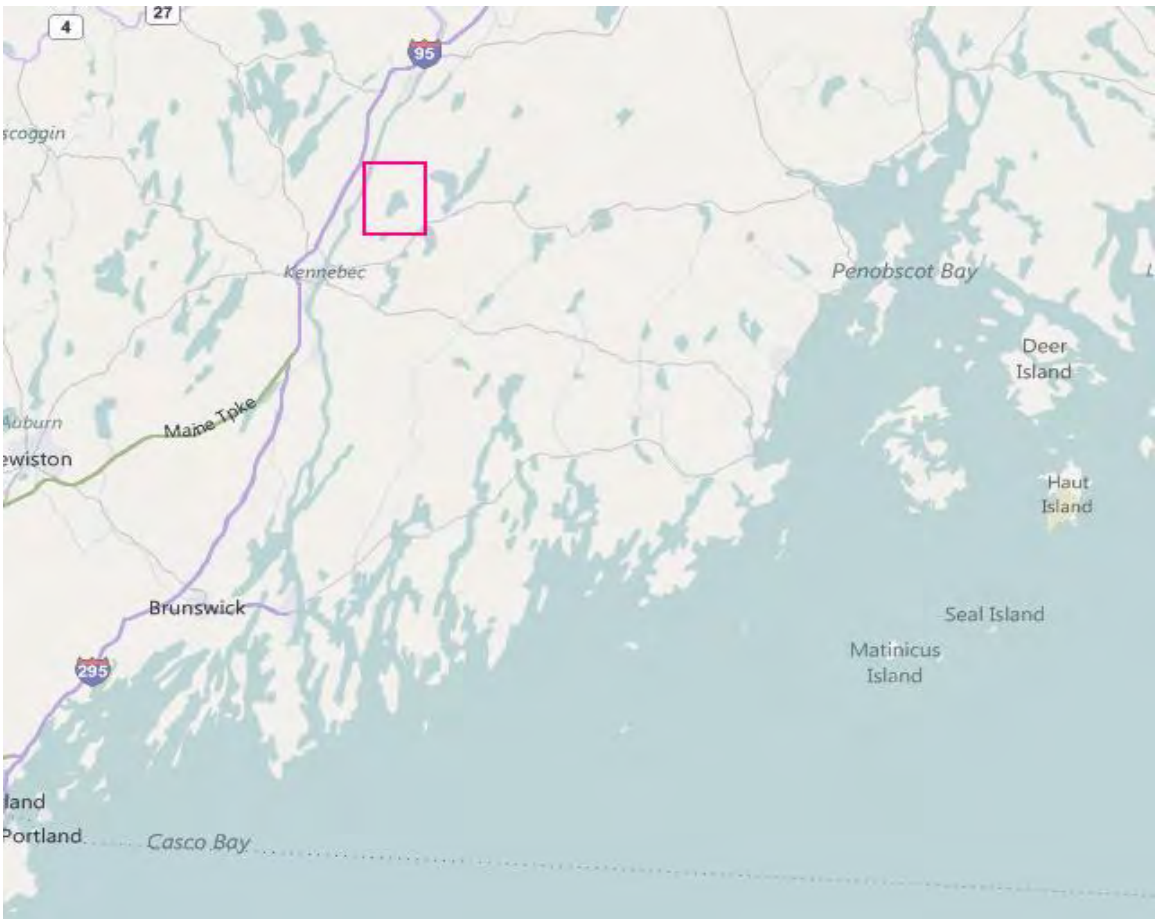 27
4
95
scoggin
Kennebec
Penobscot Bay
L
Deer
Island
Maine Tpke
Auburn
ewiston
Haut
Island
Brunswick
Seal Island
Matinicus
Island
295
land
Portland
Casco Bay